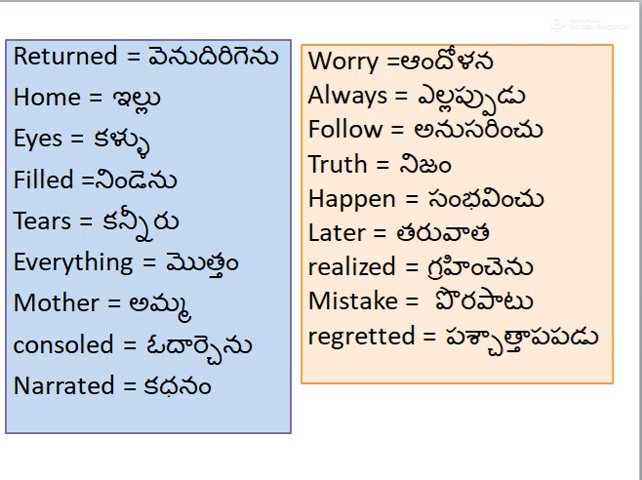 Returned = వెనుదిరిగెను
Home = ఇల్లు
Eyes = కళ్ళు
Filled =నిండెను
Tears = కన్నీరు
Everything = మొత్తం
Mother = అమ్మ
consoled = ఓదార్చెను
Narrated = కధనం
Worry =ఆందోళన
Always = ఎల్లప్పుడు
Follow = అనుసరించు
Truth = నిజం
Happen = సంభవించు
Later = తరువాత
realized = గ్రహించెను
Mistake = పొరపాటు
regretted = పశ్చాత్తాపపడు